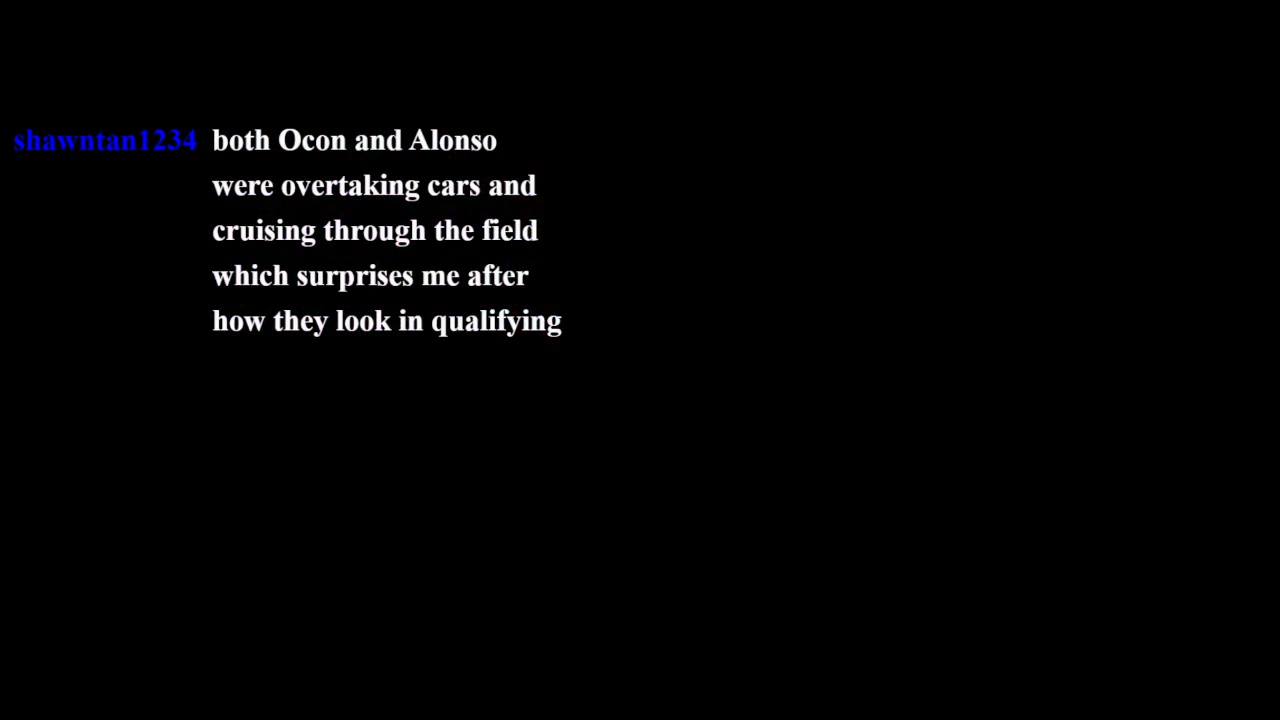 shawntan1234 both Ocon and Alonso
were overtaking cars and
cruising through the field
which surprises me after
how they look in qualifying